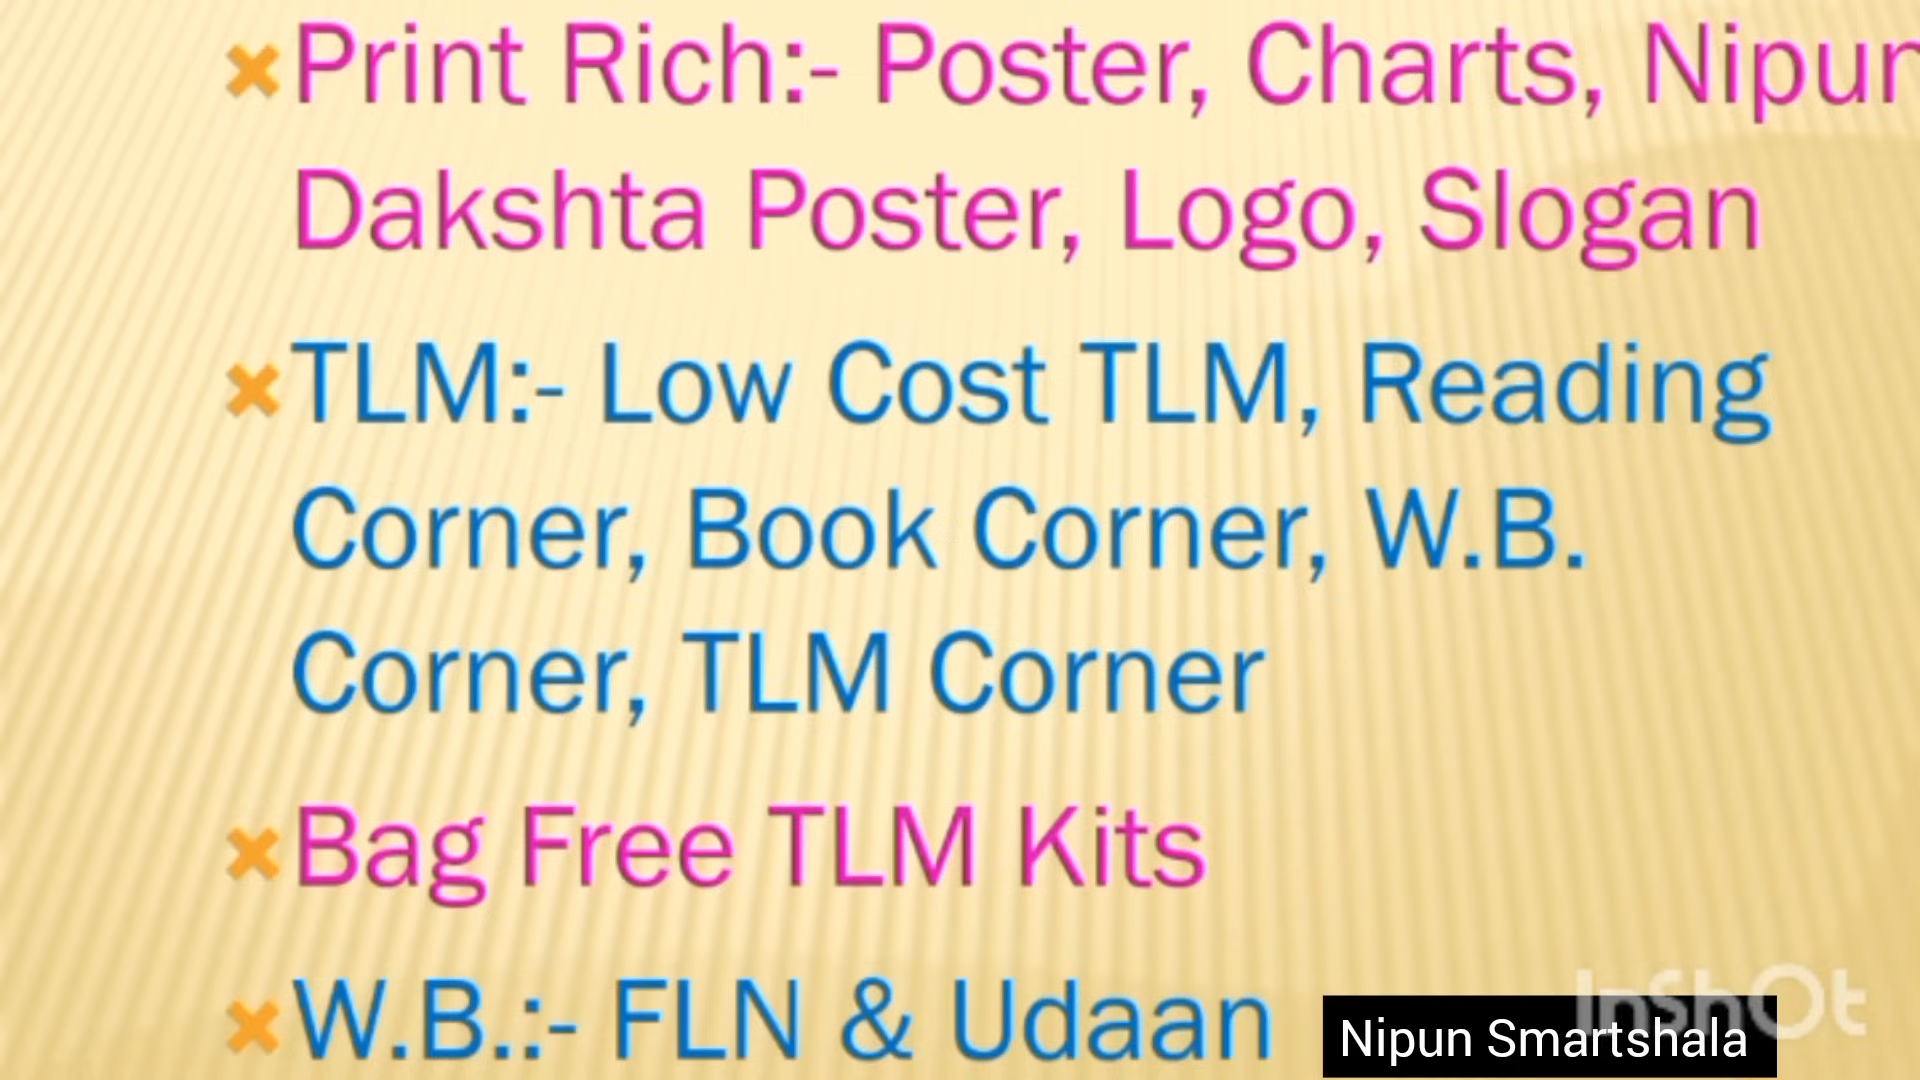 Print Rich:- Poster, Charts, Nipun
Dakshta Poster, Logo, Slogan
TLM:- Low Cost TLM, Reading
Corner, Book Corner, W.B.
Corner, TLM Corner
Bag Free TLM Kits
W.B.:- FLN & Udaan
InShOt
Nipun Smartshala